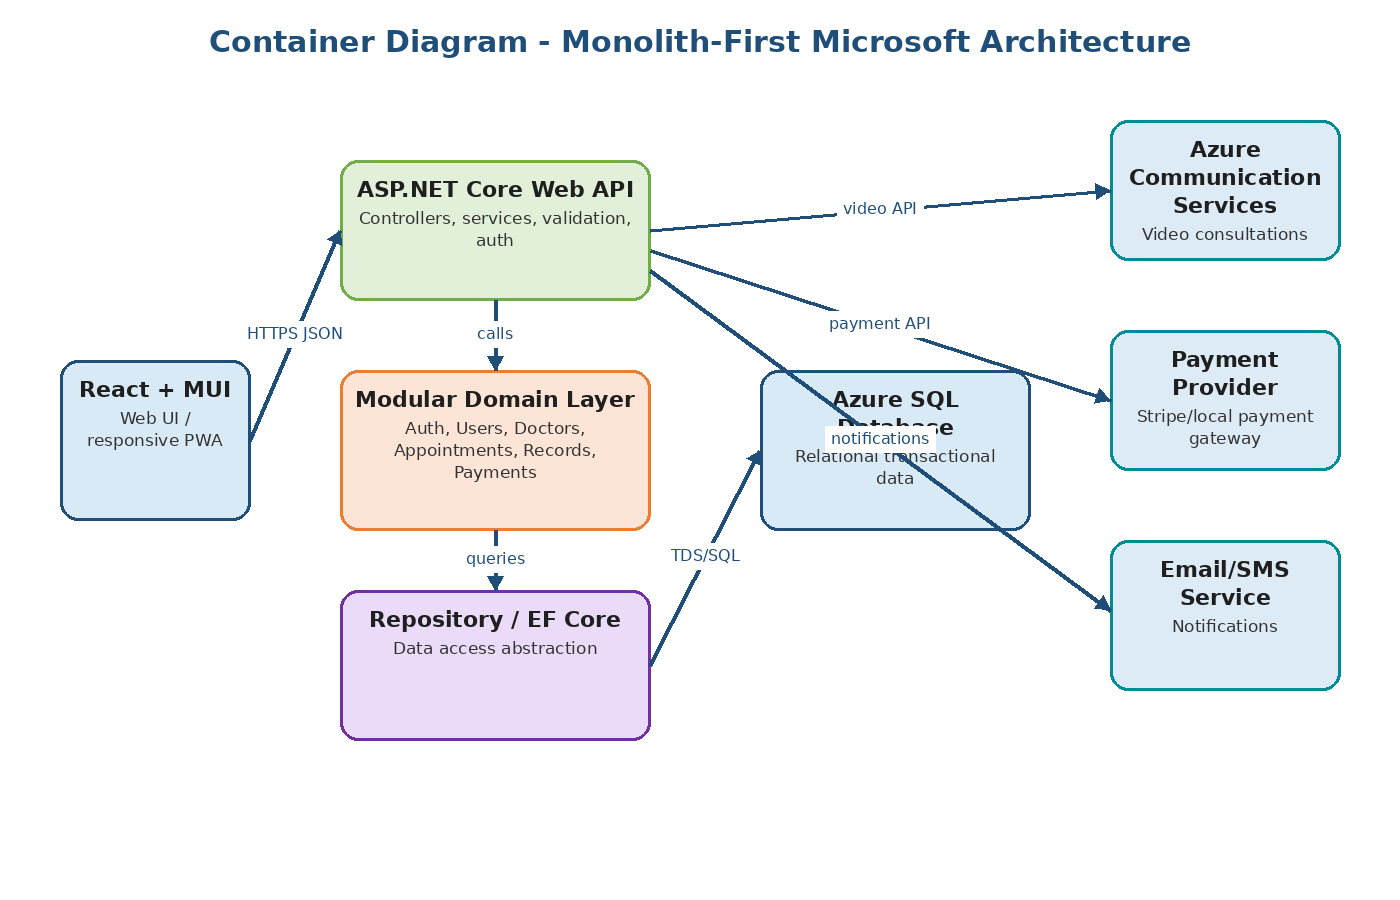 Container Diagram - Monolith-First Microsoft Architecture
Azure
Communication
Services
Video consultations
ASP.NET Core Web API
Controllers, services, validation,
auth
video API
payment API
HTTPS JSON
calls
React + MUI
Web UI /
responsive PWA
Modular Domain Layer
Auth, Users, Doctors,
Appointments, Records,
Payments
Azure SQL
Database
notifications
Relational transactional
data
Payment
Provider
Stripe/local payment
gateway
queries
TDS/SQL
Repository / EF Core
Data access abstraction
Email/SMS
Service
Notifications